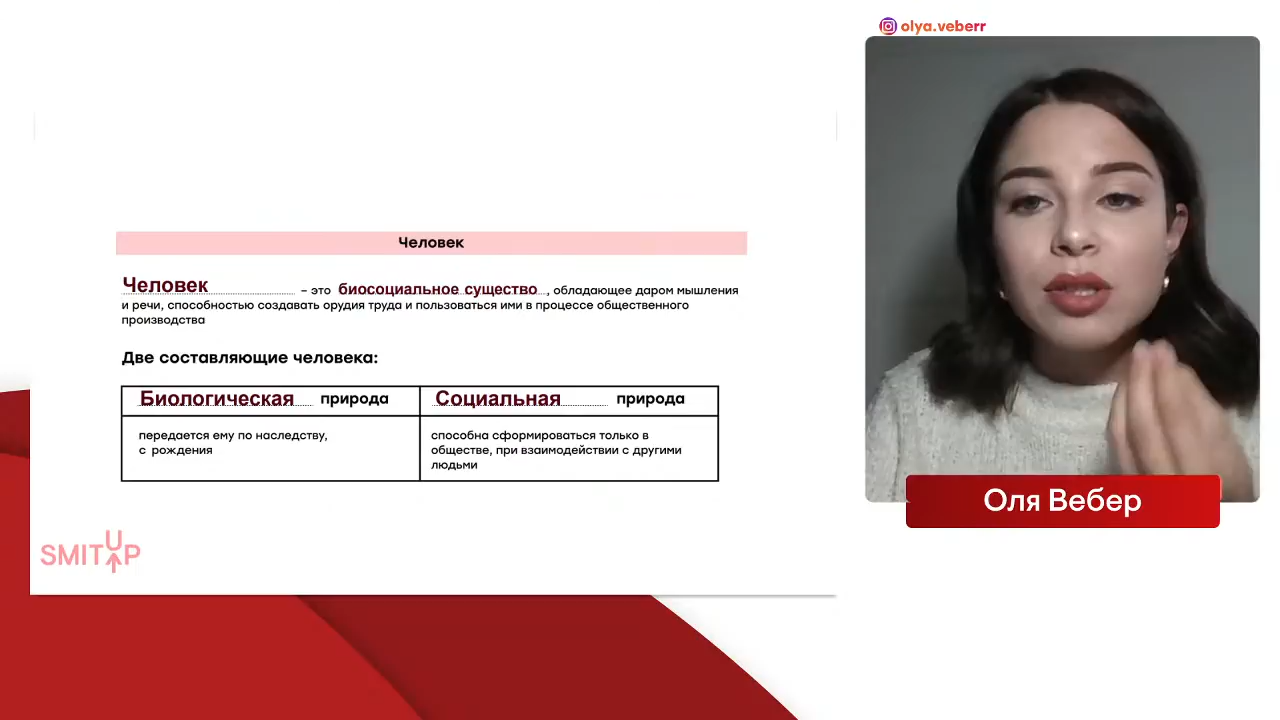 olya.veberr
Человек
Человек – это биосоциальное существо, обладающее даром мышления
и речи, способностью создавать орудия труда и пользоваться ими в процессе общественного
производства
Две составляющие человека:
Биологическая природа
Социальная природа
передается ему по наследству,
с рождения
способна сформироваться только в
обществе, при взаимодействии с другими
людьми
SMITUP
Оля Вебер